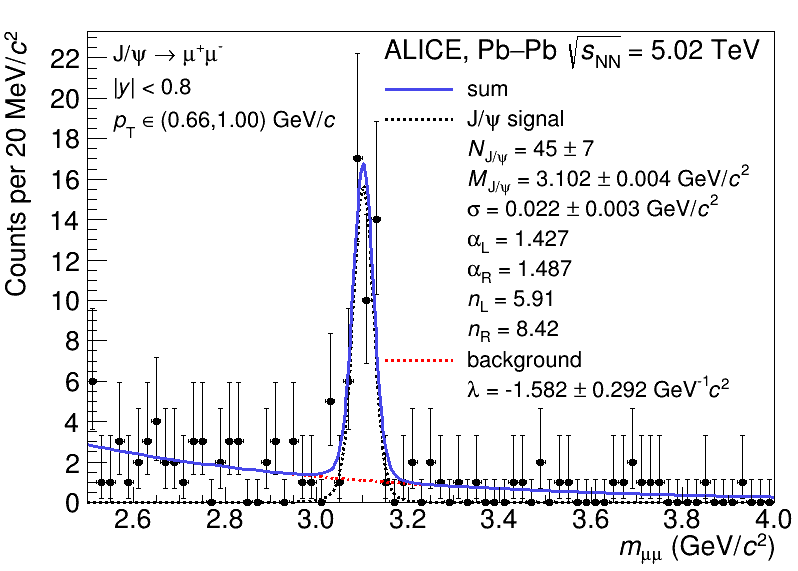 ALICE, Pb–Pb √sNN = 5.02 TeV
J/ψ → μ+μ-
|y| < 0.8
pT ∈ (0.66,1.00) GeV/c
sum
J/ψ signal
NJ/ψ = 45 ± 7
MJ/ψ = 3.102 ± 0.004 GeV/c²
σ = 0.022 ± 0.003 GeV/c²
αL = 1.427
αR = 1.487
nL = 5.91
nR = 8.42
background
λ = -1.582 ± 0.292 GeV⁻¹c²
Counts per 20 MeV/c²
22
20
18
16
14
12
10
8
6
4
2
0
2.6 2.8 3.0 3.2 3.4 3.6 3.8 4.0
mμμ (GeV/c²)